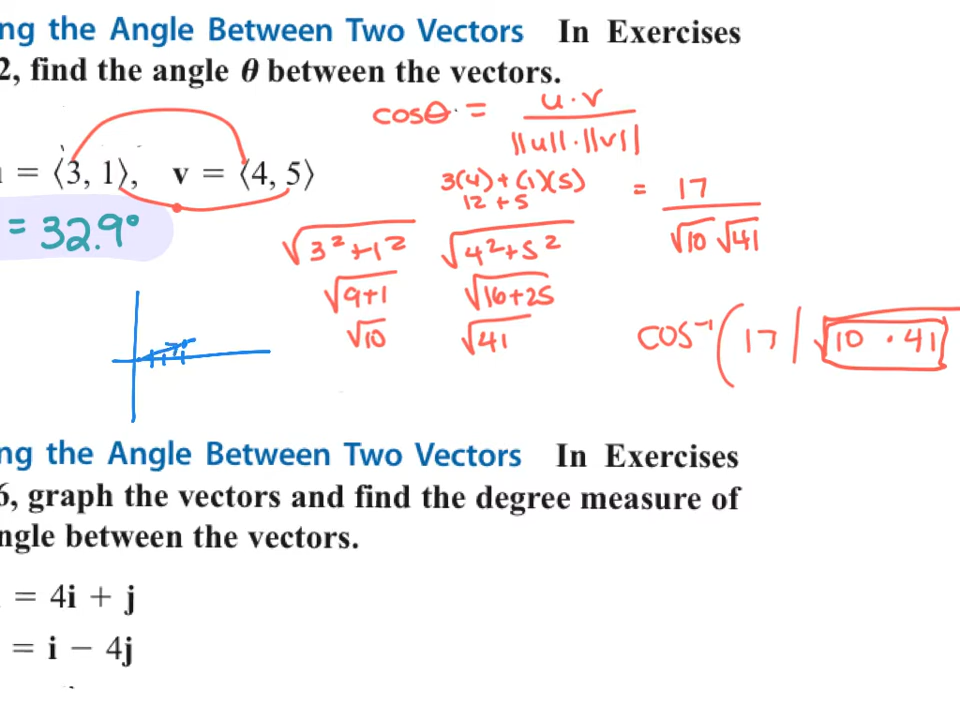 ng the Angle Between Two Vectors In Exercises
2, find the angle θ between the vectors.
cosθ = u · v / ||u|| · ||v||
= ⟨3, 1⟩, v = ⟨4, 5⟩
3(4) + (1)(5) = 17 / √10 √41
12 + 5
= 32.9°
√3² + 1² √4² + 5²
√9+1 √16+25
√10 √41
cos⁻¹ ( 17 / √10 · 41
ng the Angle Between Two Vectors In Exercises
6, graph the vectors and find the degree measure of
ngle between the vectors.
= 4i + j
= i − 4j